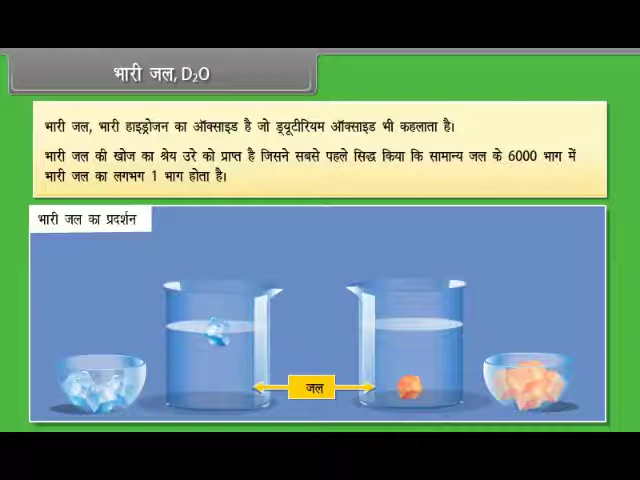 भारी जल, D₂O
भारी जल, भारी हाइड्रोजन का ऑक्साइड है जो ड्यूटीरियम ऑक्साइड भी कहलाता है।
भारी जल की खोज का श्रेय उरे को प्राप्त है जिसने सबसे पहले सिद्ध किया कि सामान्य जल के 6000 भाग में
भारी जल का लगभग 1 भाग होता है।
भारी जल का प्रदर्शन
जल